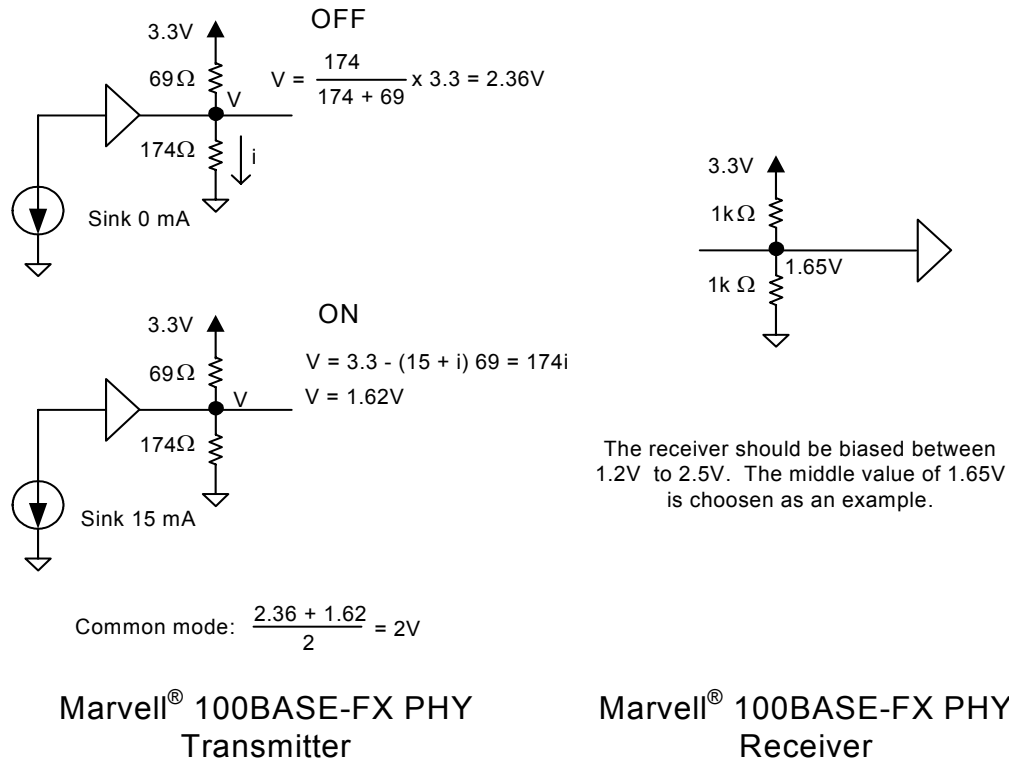 OFF
3.3V
69Ω
V
V = 174 / 174 + 69 x 3.3 = 2.36V
174Ω
i
Sink 0 mA
ON
3.3V
69Ω
V
V = 3.3 - (15 + i) 69 = 174i
V = 1.62V
174Ω
Sink 15 mA
Common mode: 2.36 + 1.62 / 2 = 2V
Marvell® 100BASE-FX PHY
Transmitter
3.3V
1k Ω
1.65V
1k Ω
The receiver should be biased between
1.2V to 2.5V. The middle value of 1.65V
is choosen as an example.
Marvell® 100BASE-FX PHY
Receiver